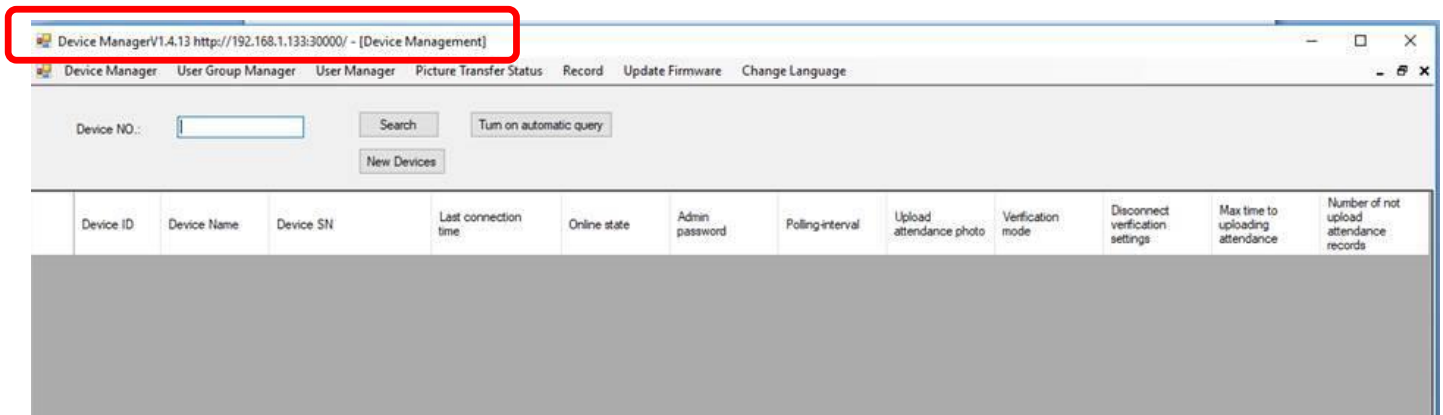 Device ManagerV1.4.13 http://192.168.1.133:30000/ - [Device Management]
Device Manager User Group Manager User Manager Picture Transfer Status Record Update Firmware Change Language
Device NO.: Search Turn on automatic query
New Devices
Device ID Device Name Device SN Last connection time Online state Admin password Polling-interval Upload attendance photo Verification mode Disconnect verification settings Max time to uploading attendance Number of not upload attendance records